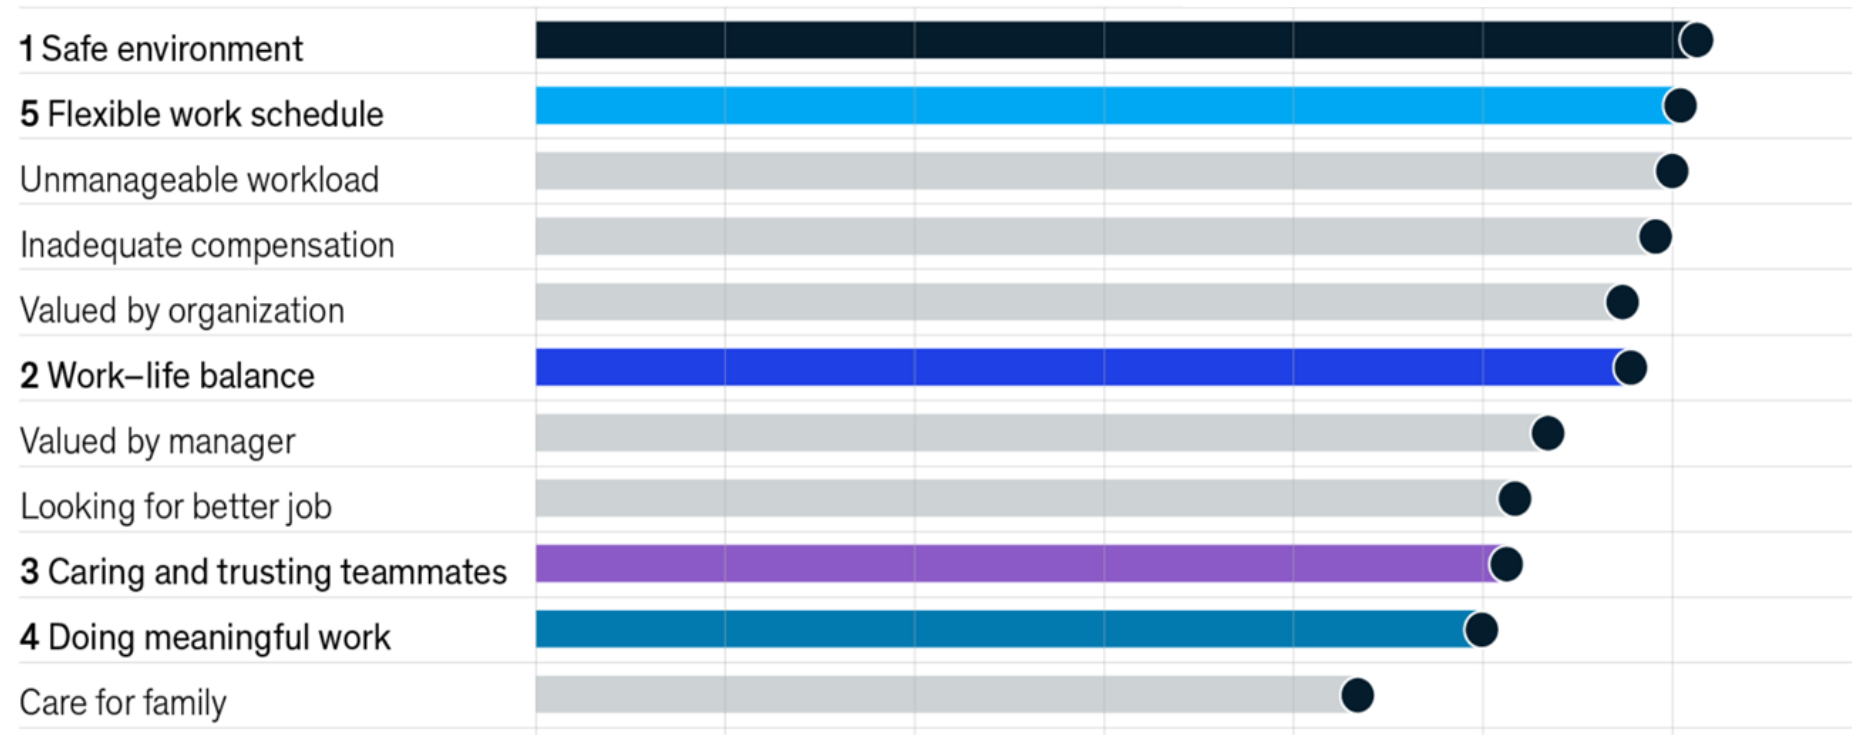 1 Safe environment
5 Flexible work schedule
Unmanageable workload
Inadequate compensation
Valued by organization
2 Work–life balance
Valued by manager
Looking for better job
3 Caring and trusting teammates
4 Doing meaningful work
Care for family